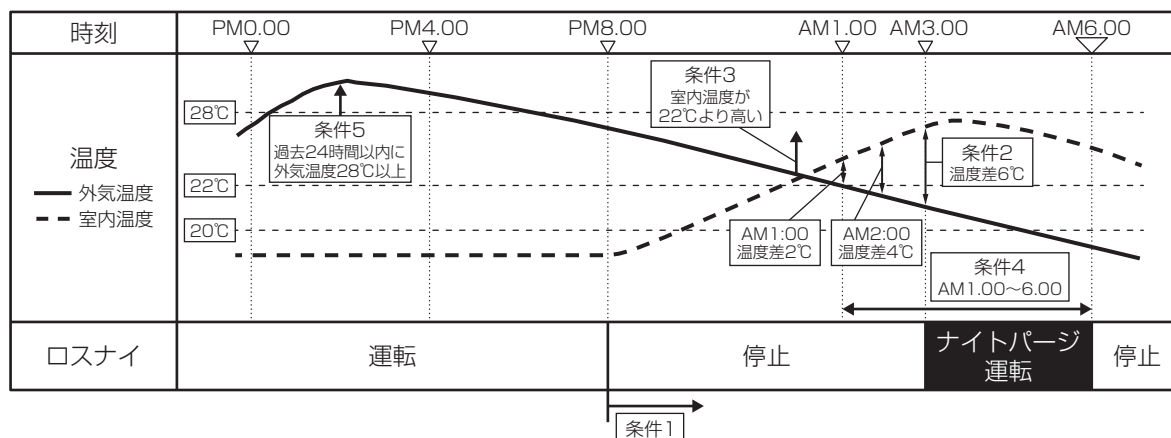 時刻
PM0.00
PM4.00
PM8.00
AM1.00
AM3.00
AM6.00
温度
外気温度
室内温度
28℃
22℃
20℃
条件5
過去24時間以内に
外気温度28℃以上
条件3
室内温度が
22℃より高い
条件2
温度差6℃
AM1:00
温度差2℃
AM2:00
温度差4℃
条件4
AM1.00～6.00
ロスナイ
運転
停止
ナイトパージ
運転
停止
条件1